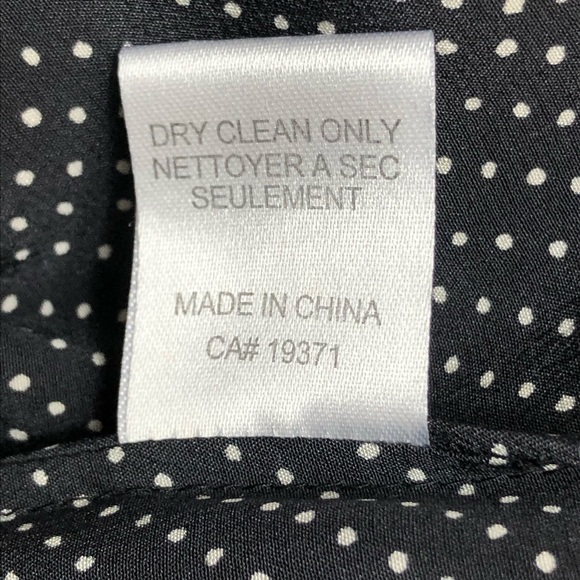 DRY CLEAN ONLY
NETTOYER A SEC
SEULEMENT
MADE IN CHINA
CA# 19371